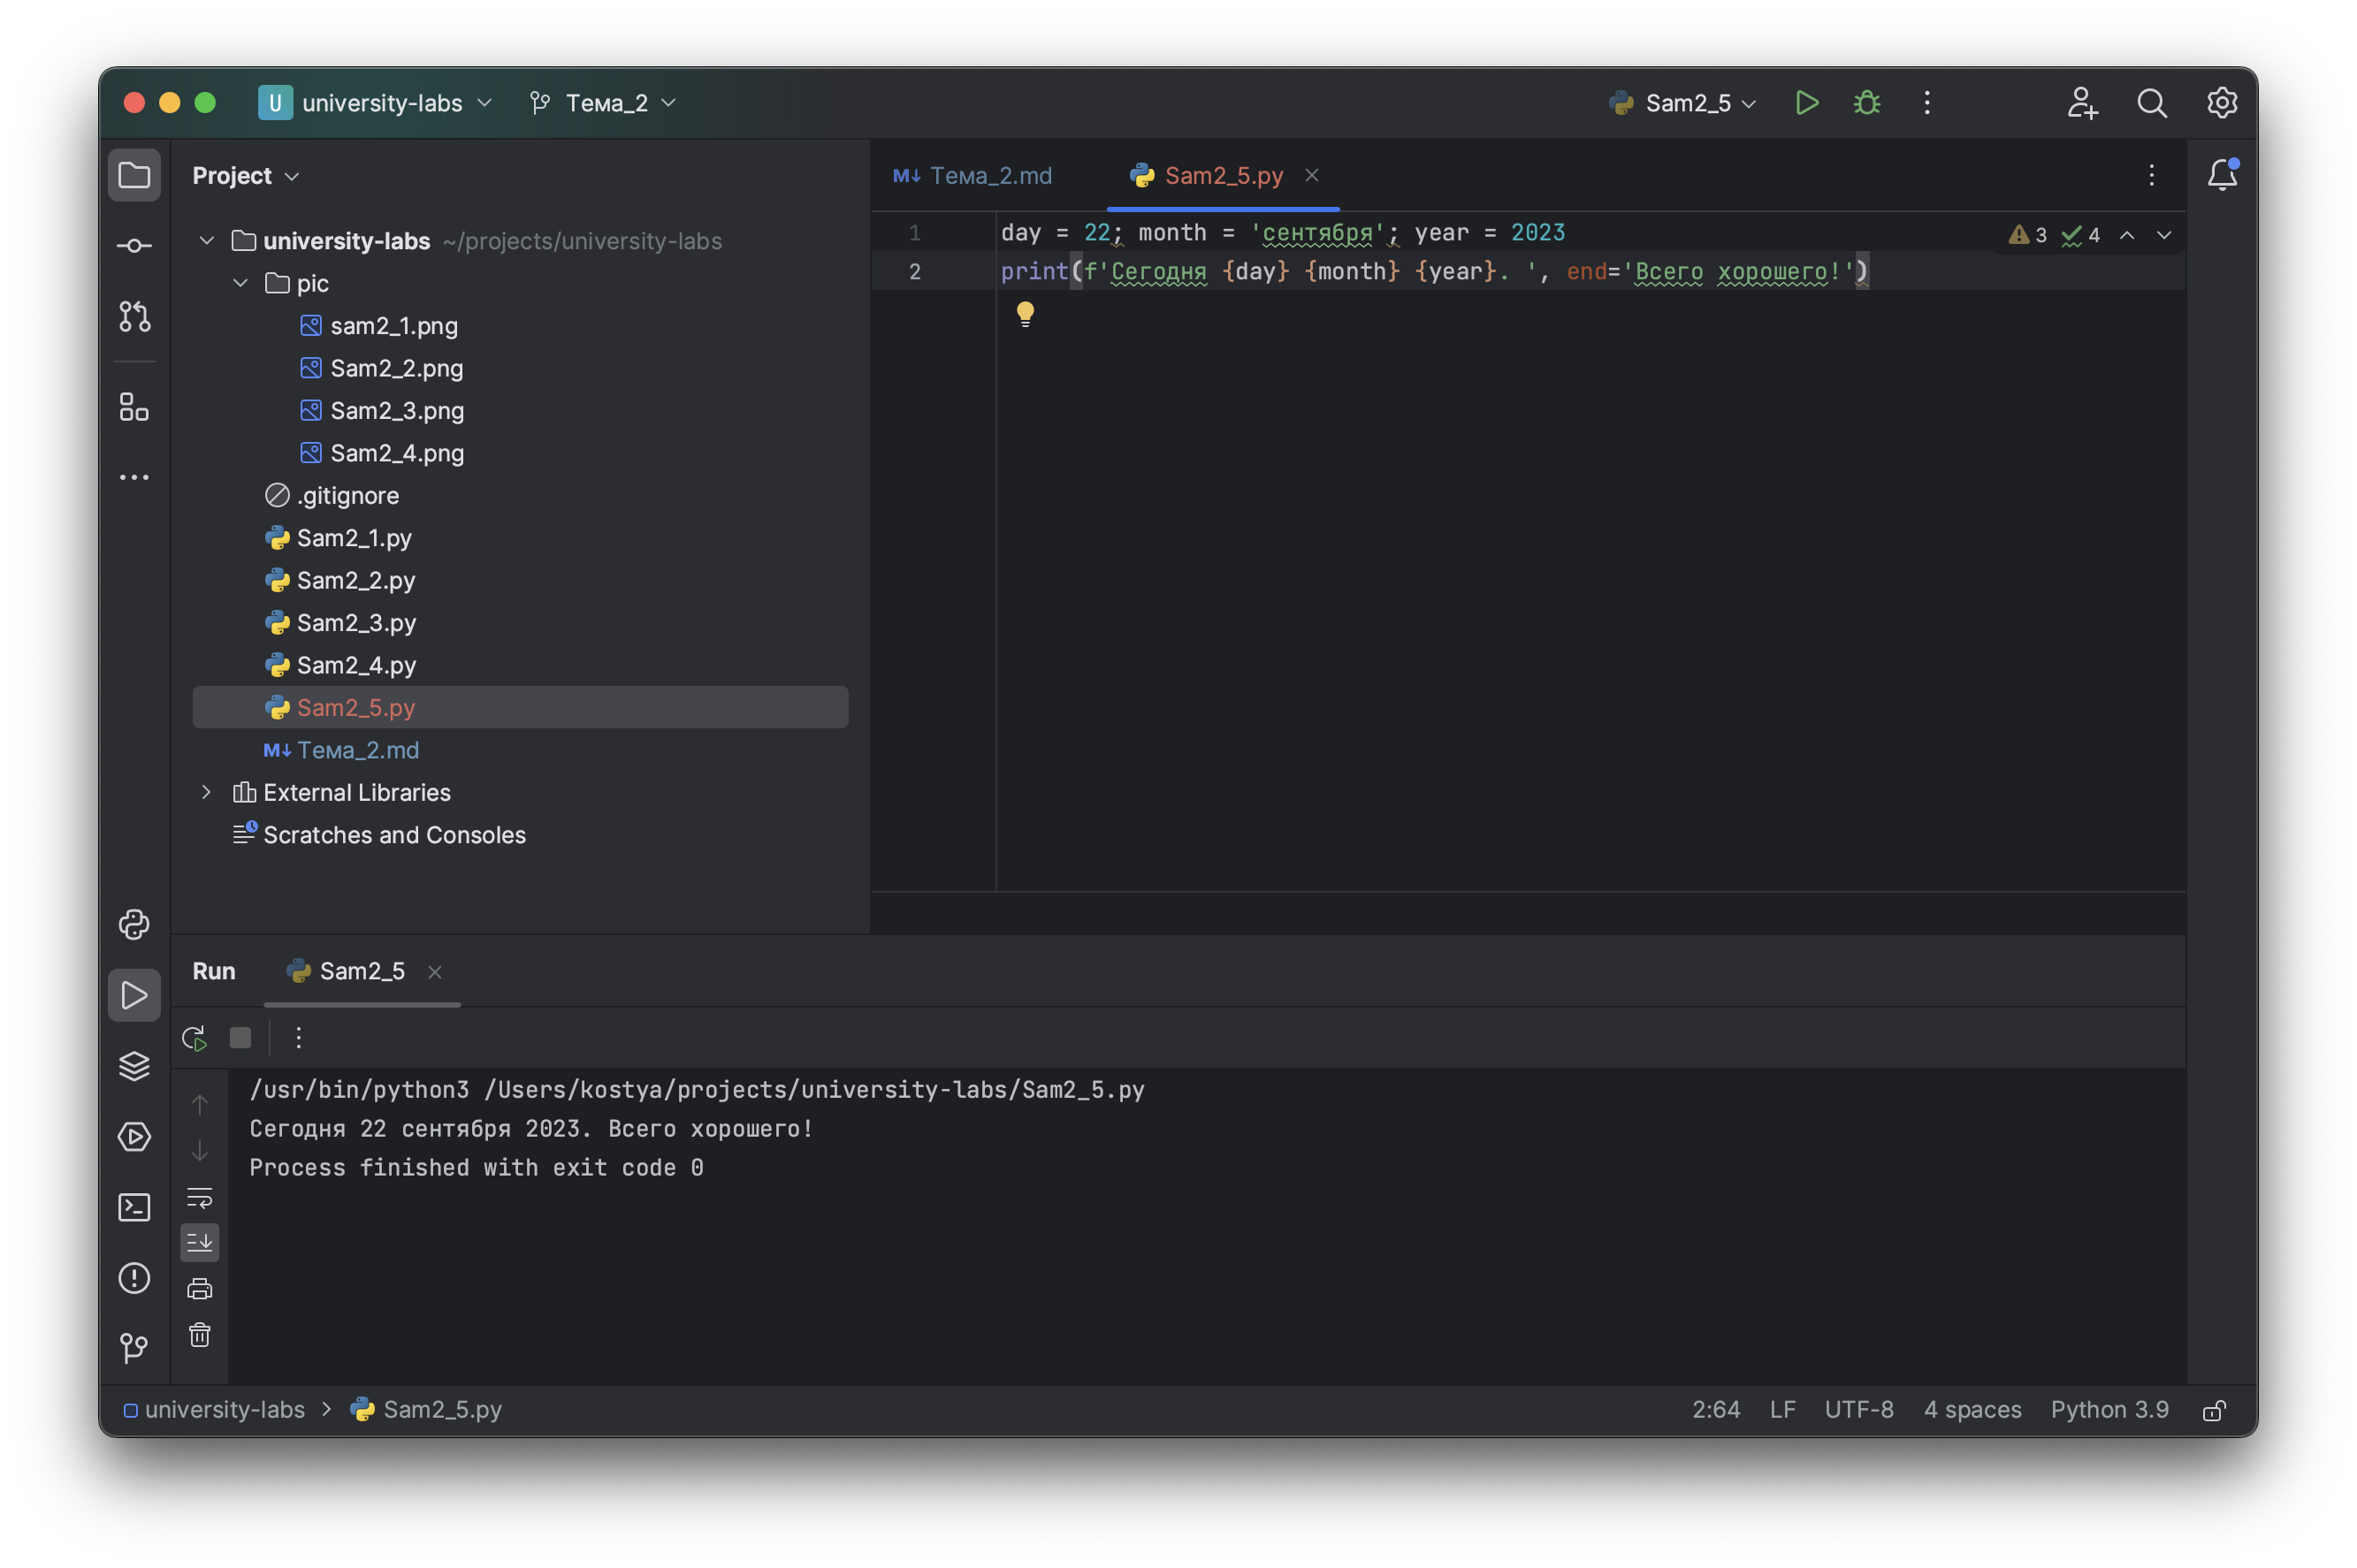 U university-labs Тема_2 Sam2_5
Project
university-labs ~/projects/university-labs
pic
sam2_1.png
Sam2_2.png
Sam2_3.png
Sam2_4.png
.gitignore
Sam2_1.py
Sam2_2.py
Sam2_3.py
Sam2_4.py
Sam2_5.py
M↓ Тема_2.md
External Libraries
Scratches and Consoles
M↓ Тема_2.md Sam2_5.py
1 day = 22; month = 'сентября'; year = 2023
2 print(f'Сегодня {day} {month} {year}. ', end='Всего хорошего!')
3 4
Run Sam2_5
/usr/bin/python3 /Users/kostya/projects/university-labs/Sam2_5.py
Сегодня 22 сентября 2023. Всего хорошего!
Process finished with exit code 0
university-labs > Sam2_5.py 2:64 LF UTF-8 4 spaces Python 3.9